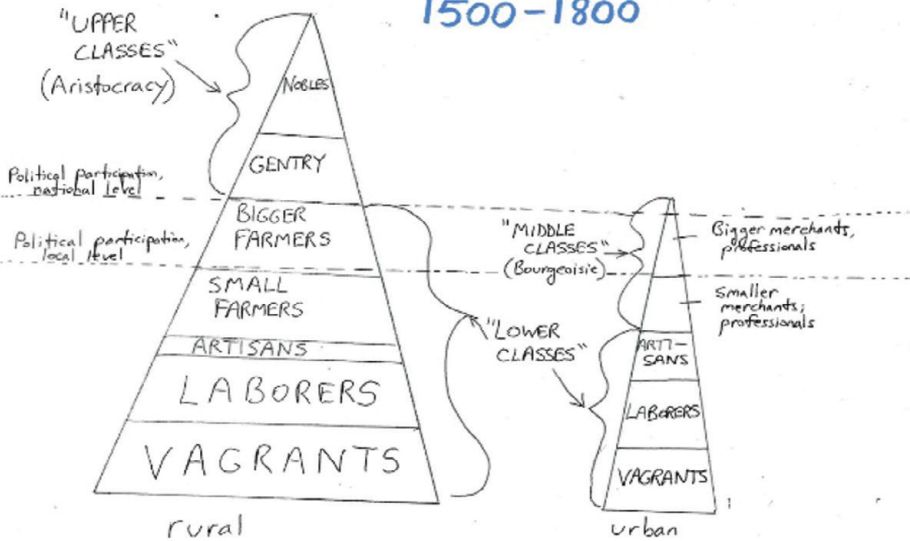 1500-1800
"UPPER
CLASSES"
(Aristocracy)
NOBLES
GENTRY
Political participation,
national level
BIGGER
FARMERS
Political participation,
local level
SMALL
FARMERS
ARTISANS
LABORERS
VAGRANTS
rural
"LOWER
CLASSES"
"MIDDLE
CLASSES"
(Bourgeoisie)
Bigger merchants,
professionals
Smaller
merchants;
professionals
ARTI-
SANS
LABORERS
VAGRANTS
urban